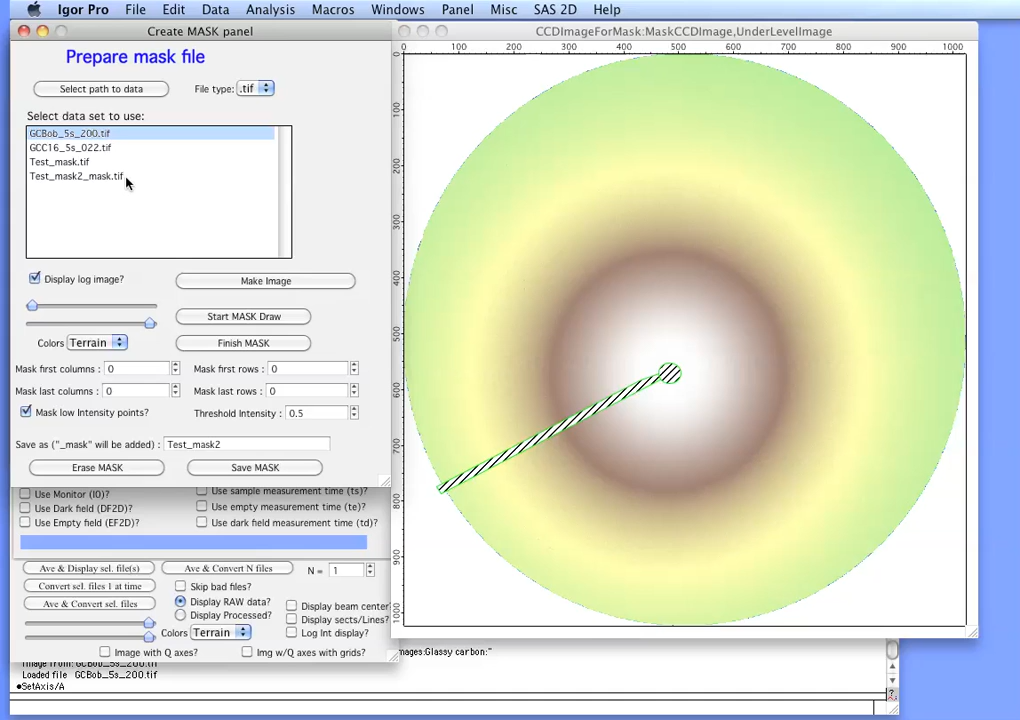 Igor Pro File Edit Data Analysis Macros Windows Panel Misc SAS 2D Help
Create MASK panel
Prepare mask file
Select path to data File type: .tif
Select data set to use:
GCBob_5s_200.tif
GCC16_5s_022.tif
Test_mask.tif
Test_mask2_mask.tif
Display log image? Make Image
Start MASK Draw
Colors Terrain Finish MASK
Mask first columns : 0 Mask first rows : 0
Mask last columns : 0 Mask last rows : 0
Mask low Intensity points? Threshold Intensity : 0.5
Save as ("_mask" will be added) : Test_mask2
Erase MASK Save MASK
Use Monitor (I0)? Use sample measurement time (ts)?
Use Dark field (DF2D)? Use empty measurement time (te)?
Use Empty field (EF2D)? Use dark field measurement time (td)?
Ave & Display sel. file(s) Ave & Convert N files N = 1
Convert sel. files 1 at time Skip bad files?
Ave & Convert sel. files Display RAW data? Display beam center?
Display Processed? Display sects/Lines?
Colors Terrain Log Int display?
Image with Q axes? Img w/Q axes with grids?
CCDImageForMask:MaskCCDImage,UnderLevelImage
0 100 200 300 400 500 600 700 800 900 1000
0
100
200
300
400
500
600
700
800
900
1000
mages:Glassy carbon:"
Image from: GCBob_5s_200.tif
Loaded file GCBob_5s_200.tif
•SetAxis/A